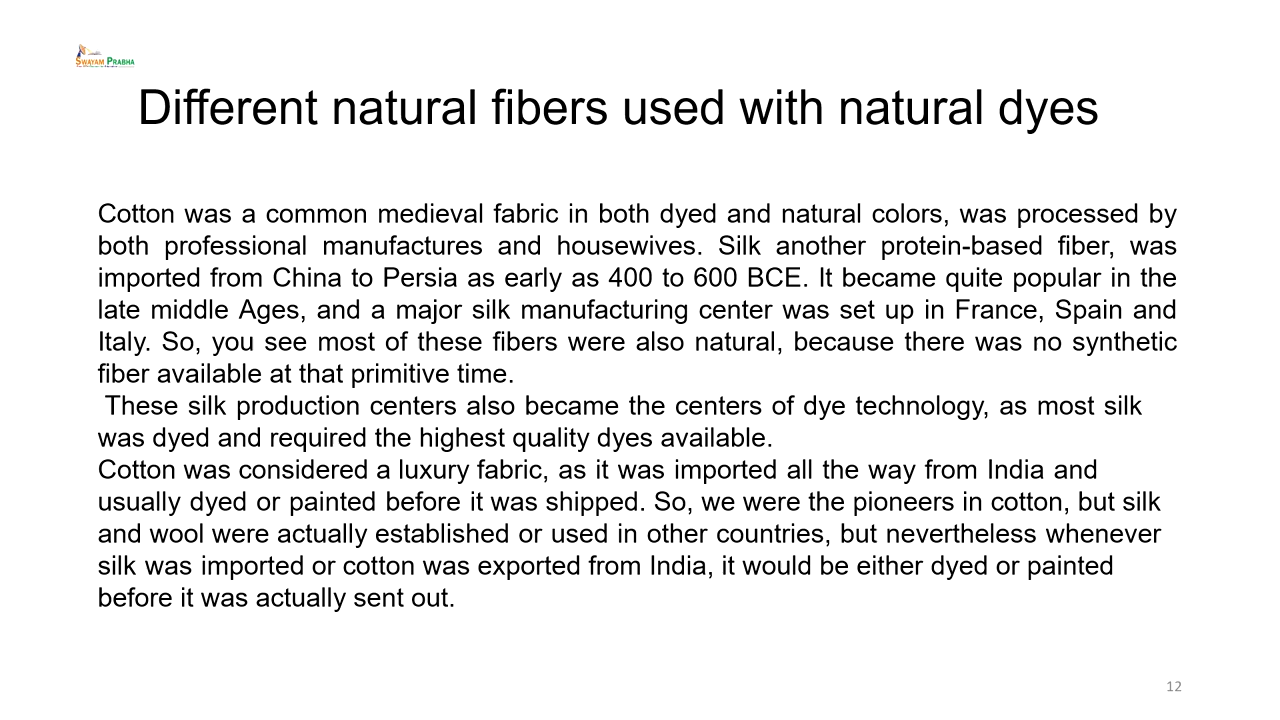 SWAYAM PRABHA
Different natural fibers used with natural dyes
Cotton was a common medieval fabric in both dyed and natural colors, was processed by
both professional manufactures and housewives. Silk another protein-based fiber, was
imported from China to Persia as early as 400 to 600 BCE. It became quite popular in the
late middle Ages, and a major silk manufacturing center was set up in France, Spain and
Italy. So, you see most of these fibers were also natural, because there was no synthetic
fiber available at that primitive time.
These silk production centers also became the centers of dye technology, as most silk
was dyed and required the highest quality dyes available.
Cotton was considered a luxury fabric, as it was imported all the way from India and
usually dyed or painted before it was shipped. So, we were the pioneers in cotton, but silk
and wool were actually established or used in other countries, but nevertheless whenever
silk was imported or cotton was exported from India, it would be either dyed or painted
before it was actually sent out.
12